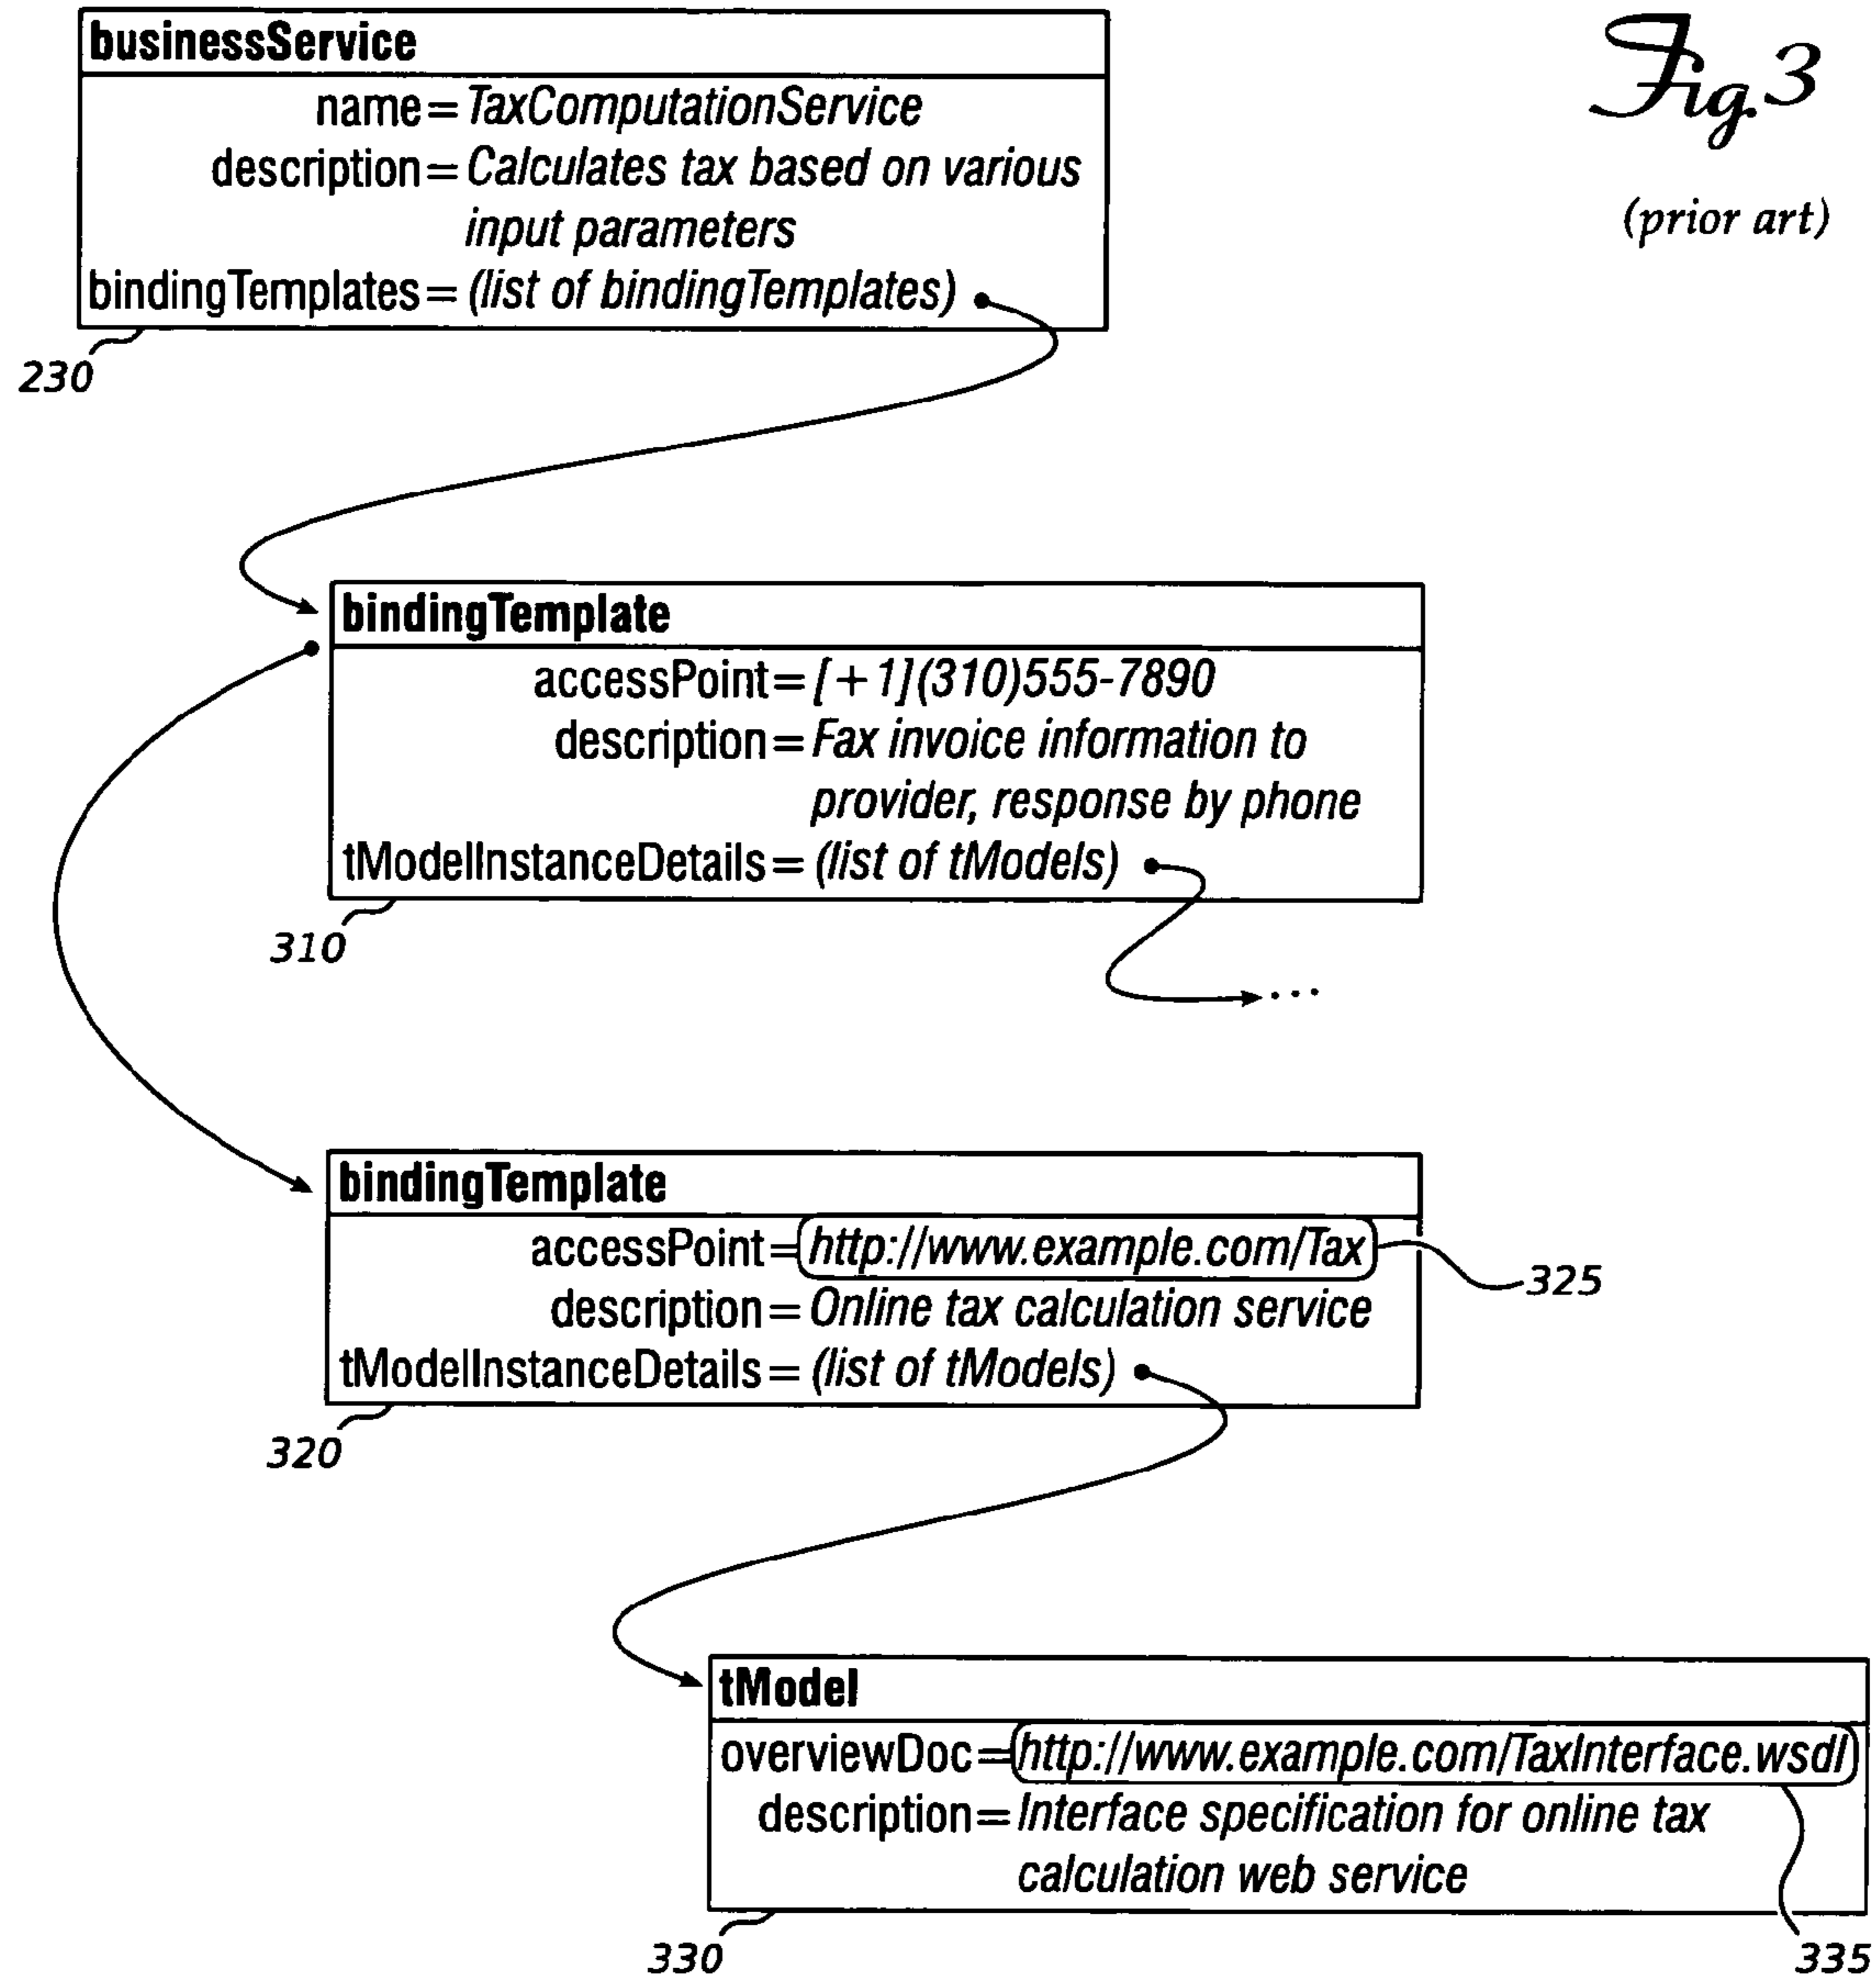 businessService
name=TaxComputationService
description=Calculates tax based on various
input parameters
bindingTemplates=(list of bindingTemplates)
230
Fig.3
(prior art)
bindingTemplate
accessPoint=[+1](310)555-7890
description=Fax invoice information to
provider, response by phone
tModelInstanceDetails=(list of tModels)
310
...
bindingTemplate
accessPoint=http://www.example.com/Tax
325
description=Online tax calculation service
tModelInstanceDetails=(list of tModels)
320
tModel
overviewDoc=http://www.example.com/TaxInterface.wsdl
description=Interface specification for online tax
calculation web service
330
335